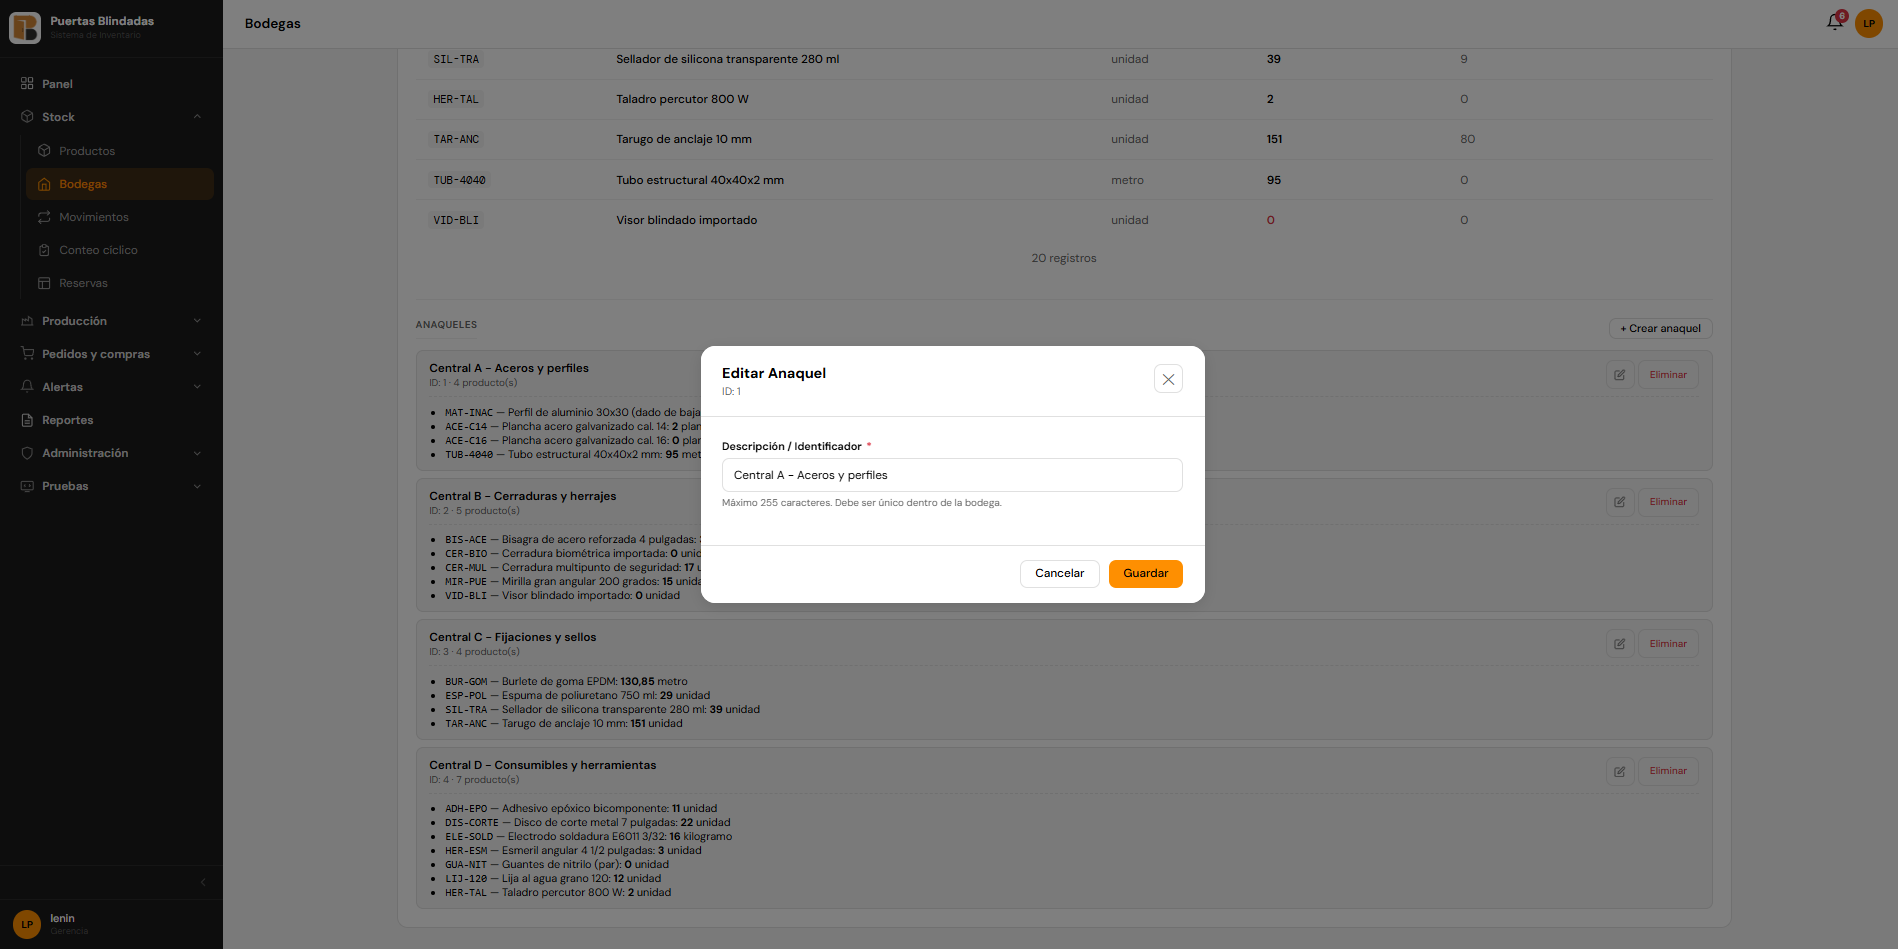 Puertas Blindadas
Sistema de Inventario
Panel
Stock
Productos
Bodegas
Movimientos
Conteo cíclico
Reservas
Producción
Pedidos y compras
Alertas
Reportes
Administración
Pruebas
LP
lenin
Gerencia
Bodegas
6
LP
SIL-TRA Sellador de silicona transparente 280 ml unidad 39 9
HER-TAL Taladro percutor 800 W unidad 2 0
TAR-ANC Tarugo de anclaje 10 mm unidad 151 80
TUB-4040 Tubo estructural 40x40x2 mm metro 95 0
VID-BLI Visor blindado importado unidad 0 0
20 registros
ANAQUELES
+ Crear anaquel
Central A - Aceros y perfiles
ID: 1 · 4 producto(s)
Eliminar
MAT-INAC — Perfil de aluminio 30x30 (dado de baja
ACE-C14 — Plancha acero galvanizado cal. 14: 2 plan
ACE-C16 — Plancha acero galvanizado cal. 16: 0 plan
TUB-4040 — Tubo estructural 40x40x2 mm: 95 met
Central B - Cerraduras y herrajes
ID: 2 · 5 producto(s)
Eliminar
BIS-ACE — Bisagra de acero reforzada 4 pulgadas:
CER-BIO — Cerradura biométrica importada: 0 unid
CER-MUL — Cerradura multipunto de seguridad: 17 u
MIR-PUE — Mirilla gran angular 200 grados: 15 unida
VID-BLI — Visor blindado importado: 0 unidad
Central C - Fijaciones y sellos
ID: 3 · 4 producto(s)
Eliminar
BUR-GOM — Burlete de goma EPDM: 130,85 metro
ESP-POL — Espuma de poliuretano 750 ml: 29 unidad
SIL-TRA — Sellador de silicona transparente 280 ml: 39 unidad
TAR-ANC — Tarugo de anclaje 10 mm: 151 unidad
Central D - Consumibles y herramientas
ID: 4 · 7 producto(s)
Eliminar
ADH-EPO — Adhesivo epóxico bicomponente: 11 unidad
DIS-CORTE — Disco de corte metal 7 pulgadas: 22 unidad
ELE-SOLD — Electrodo soldadura E6011 3/32: 16 kilogramo
HER-ESM — Esmeril angular 4 1/2 pulgadas: 3 unidad
GUA-NIT — Guantes de nitrilo (par): 0 unidad
LIJ-120 — Lija al agua grano 120: 12 unidad
HER-TAL — Taladro percutor 800 W: 2 unidad
Editar Anaquel
ID: 1
Descripción / Identificador *
Central A - Aceros y perfiles
Máximo 255 caracteres. Debe ser único dentro de la bodega.
Cancelar
Guardar